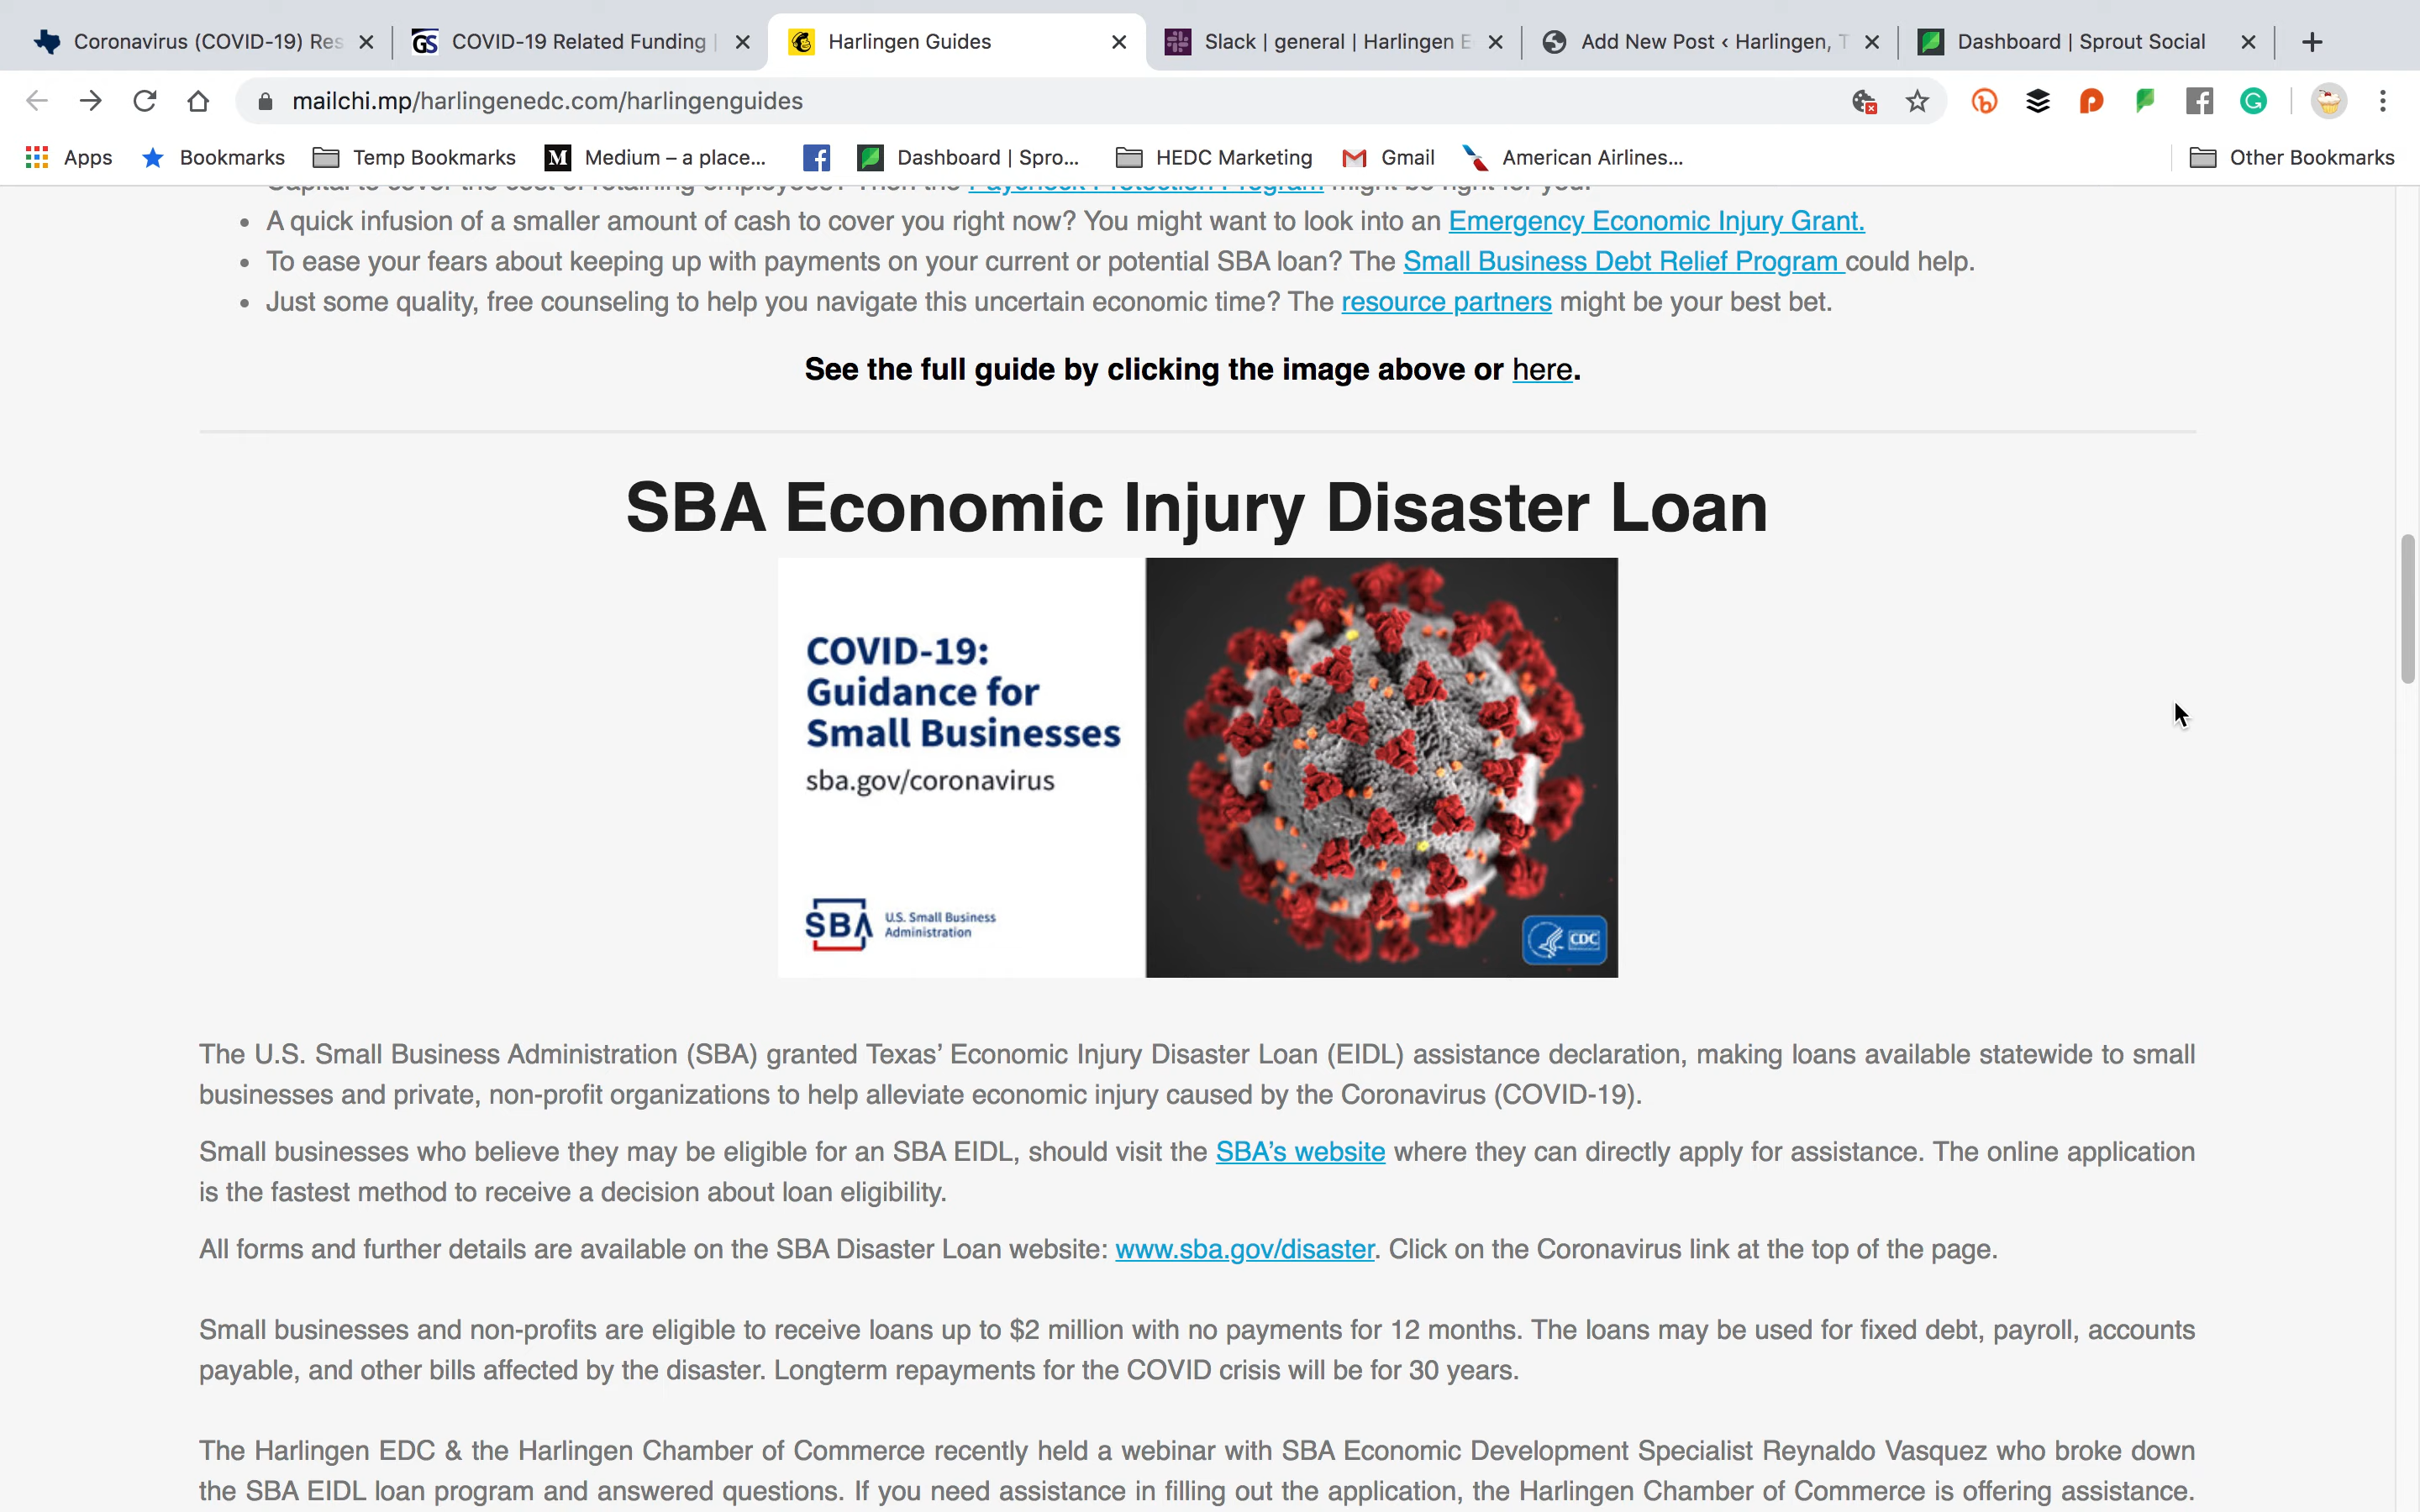 Coronavirus (COVID-19) Res
COVID-19 Related Funding |
Harlingen Guides
Slack | general | Harlingen E
Add New Post ‹ Harlingen, T
Dashboard | Sprout Social
mailchi.mp/harlingenedc.com/harlingenguides
Apps
Bookmarks
Temp Bookmarks
Medium – a place...
Dashboard | Spro...
HEDC Marketing
Gmail
American Airlines...
Other Bookmarks
Capital to cover the cost of retaining employees? Then the Paycheck Protection Program might be right for you.
• A quick infusion of a smaller amount of cash to cover you right now? You might want to look into an Emergency Economic Injury Grant.
• To ease your fears about keeping up with payments on your current or potential SBA loan? The Small Business Debt Relief Program could help.
• Just some quality, free counseling to help you navigate this uncertain economic time? The resource partners might be your best bet.
See the full guide by clicking the image above or here.
SBA Economic Injury Disaster Loan
COVID-19:
Guidance for
Small Businesses
sba.gov/coronavirus
SBA
U.S. Small Business
Administration
CDC
The U.S. Small Business Administration (SBA) granted Texas’ Economic Injury Disaster Loan (EIDL) assistance declaration, making loans available statewide to small
businesses and private, non-profit organizations to help alleviate economic injury caused by the Coronavirus (COVID-19).
Small businesses who believe they may be eligible for an SBA EIDL, should visit the SBA’s website where they can directly apply for assistance. The online application
is the fastest method to receive a decision about loan eligibility.
All forms and further details are available on the SBA Disaster Loan website: www.sba.gov/disaster. Click on the Coronavirus link at the top of the page.
Small businesses and non-profits are eligible to receive loans up to $2 million with no payments for 12 months. The loans may be used for fixed debt, payroll, accounts
payable, and other bills affected by the disaster. Longterm repayments for the COVID crisis will be for 30 years.
The Harlingen EDC & the Harlingen Chamber of Commerce recently held a webinar with SBA Economic Development Specialist Reynaldo Vasquez who broke down
the SBA EIDL loan program and answered questions. If you need assistance in filling out the application, the Harlingen Chamber of Commerce is offering assistance.